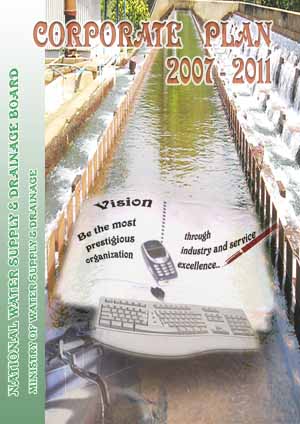 CORPORATE PLAN
2007 - 2011
NATIONAL WATER SUPPLY & DRAINAGE BOARD
MINISTRY OF WATER SUPPLY & DRAINAGE
Vision
Be the most
prestigious
organization
through
industry and service
excellence..